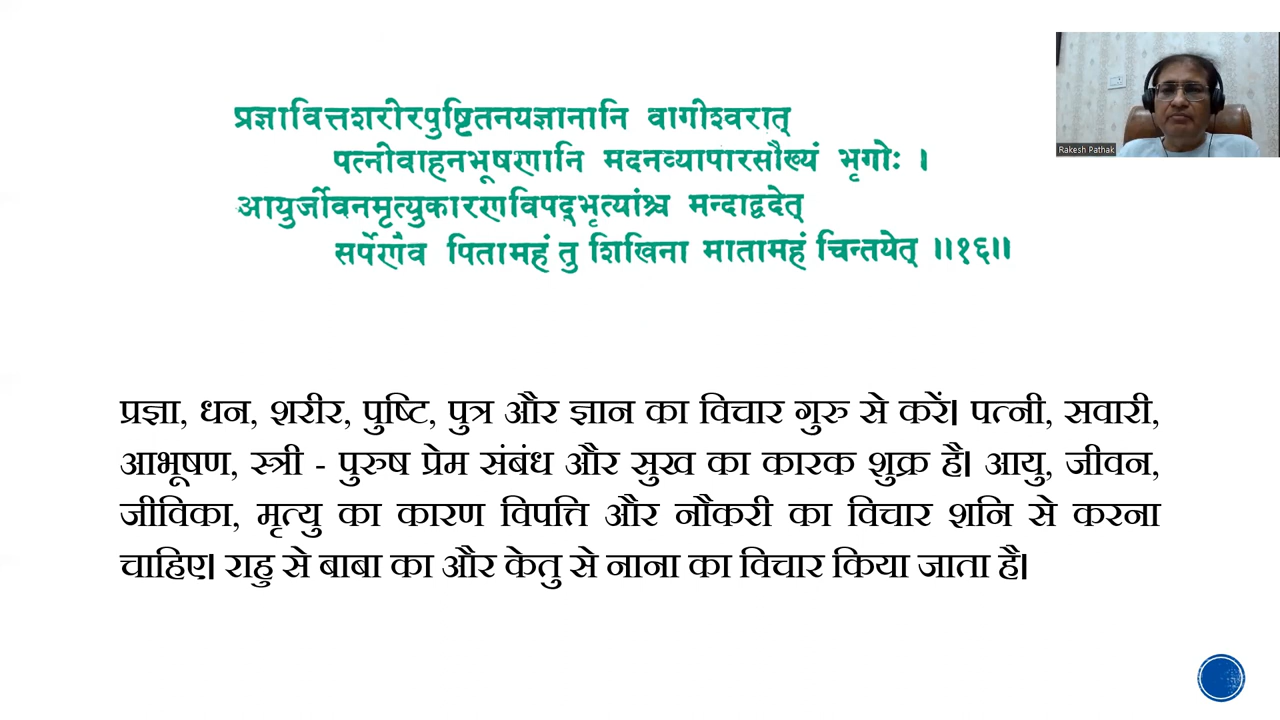 प्रज्ञावित्तशरीरपुष्टितनयज्ञानानि वागीश्वरात्
पत्नीवाहनभूषणानि मदनव्यापारसौख्यं भृगोः ।
आयुर्जीवनमृत्युकारणविपद्भृत्यांश्च मन्दाद्वदेत्
सर्पेणैव पितामहं तु शिखिना मातामहं चिन्तयेत् ॥१६॥
प्रज्ञा, धन, शरीर, पुष्टि, पुत्र और ज्ञान का विचार गुरु से करें। पत्नी, सवारी,
आभूषण, स्त्री - पुरुष प्रेम संबंध और सुख का कारक शुक्र है। आयु, जीवन,
जीविका, मृत्यु का कारण विपत्ति और नौकरी का विचार शनि से करना
चाहिए। राहु से बाबा का और केतु से नाना का विचार किया जाता है।
Rakesh Pathak